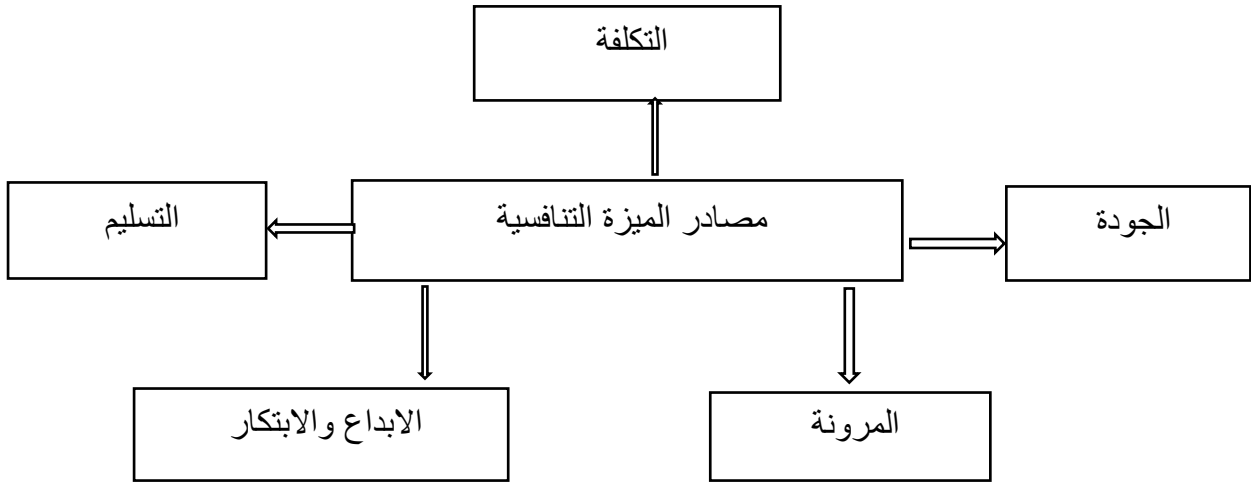 التكلفة
مصادر الميزة التنافسية
الجودة
التسليم
المرونة
الابداع والابتكار